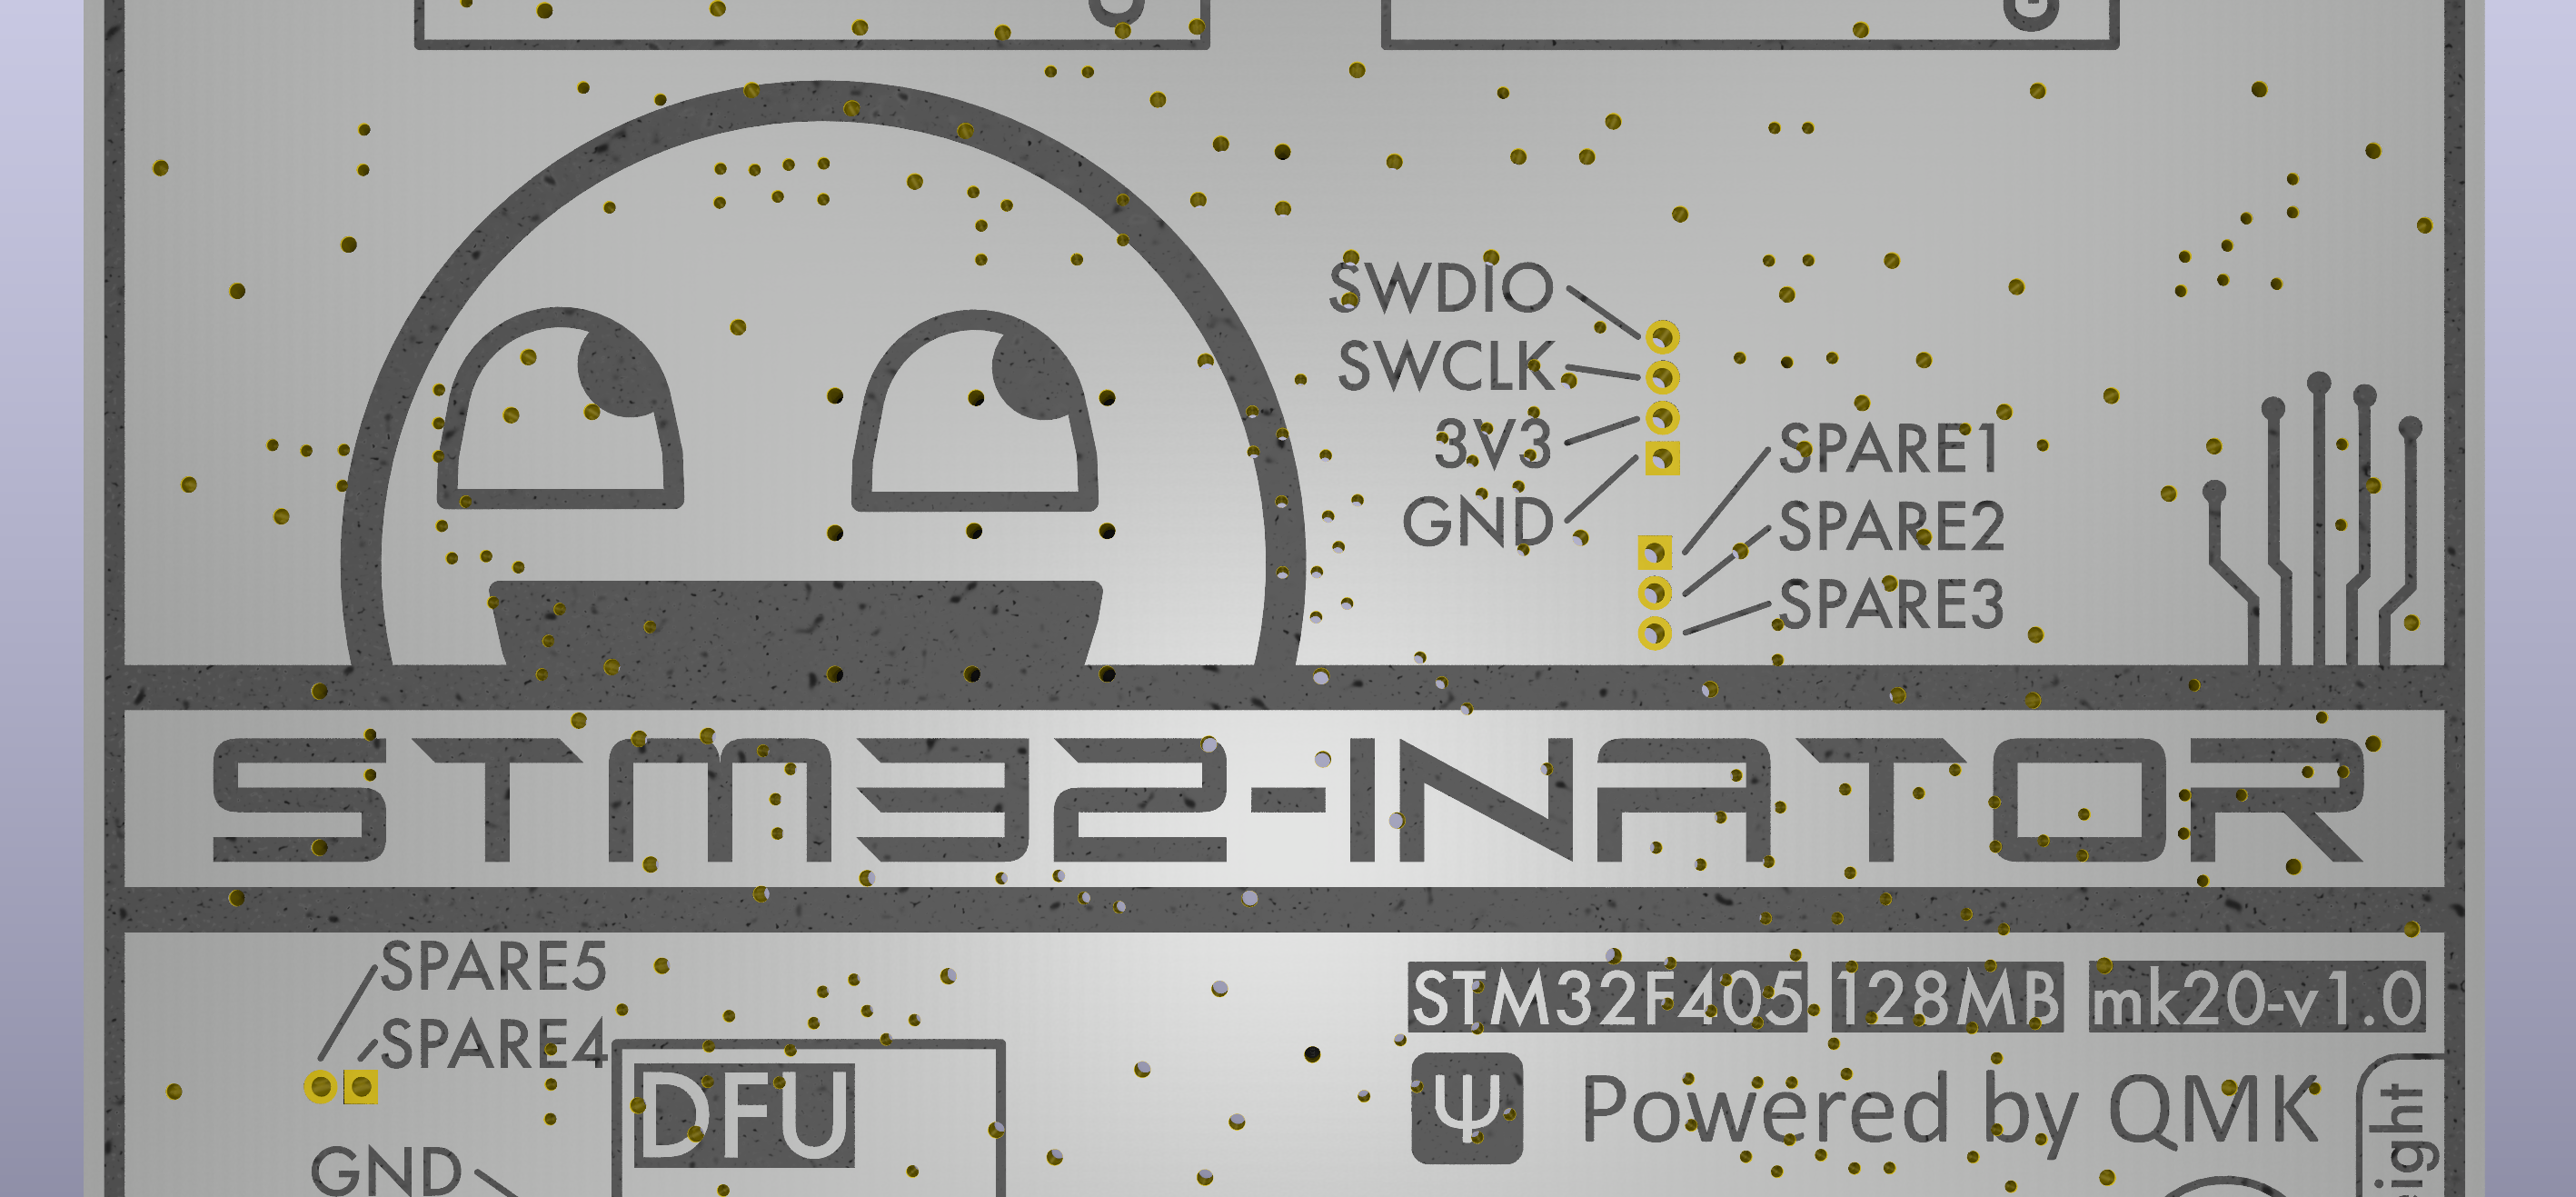 SWDIO
SWCLK
3V3
GND
SPARE1
SPARE2
SPARE3
STM32-INATOR
SPARE5
SPARE4
GND
DFU
STM32F405 128MB mk20-v1.0
Ψ Powered by QMK